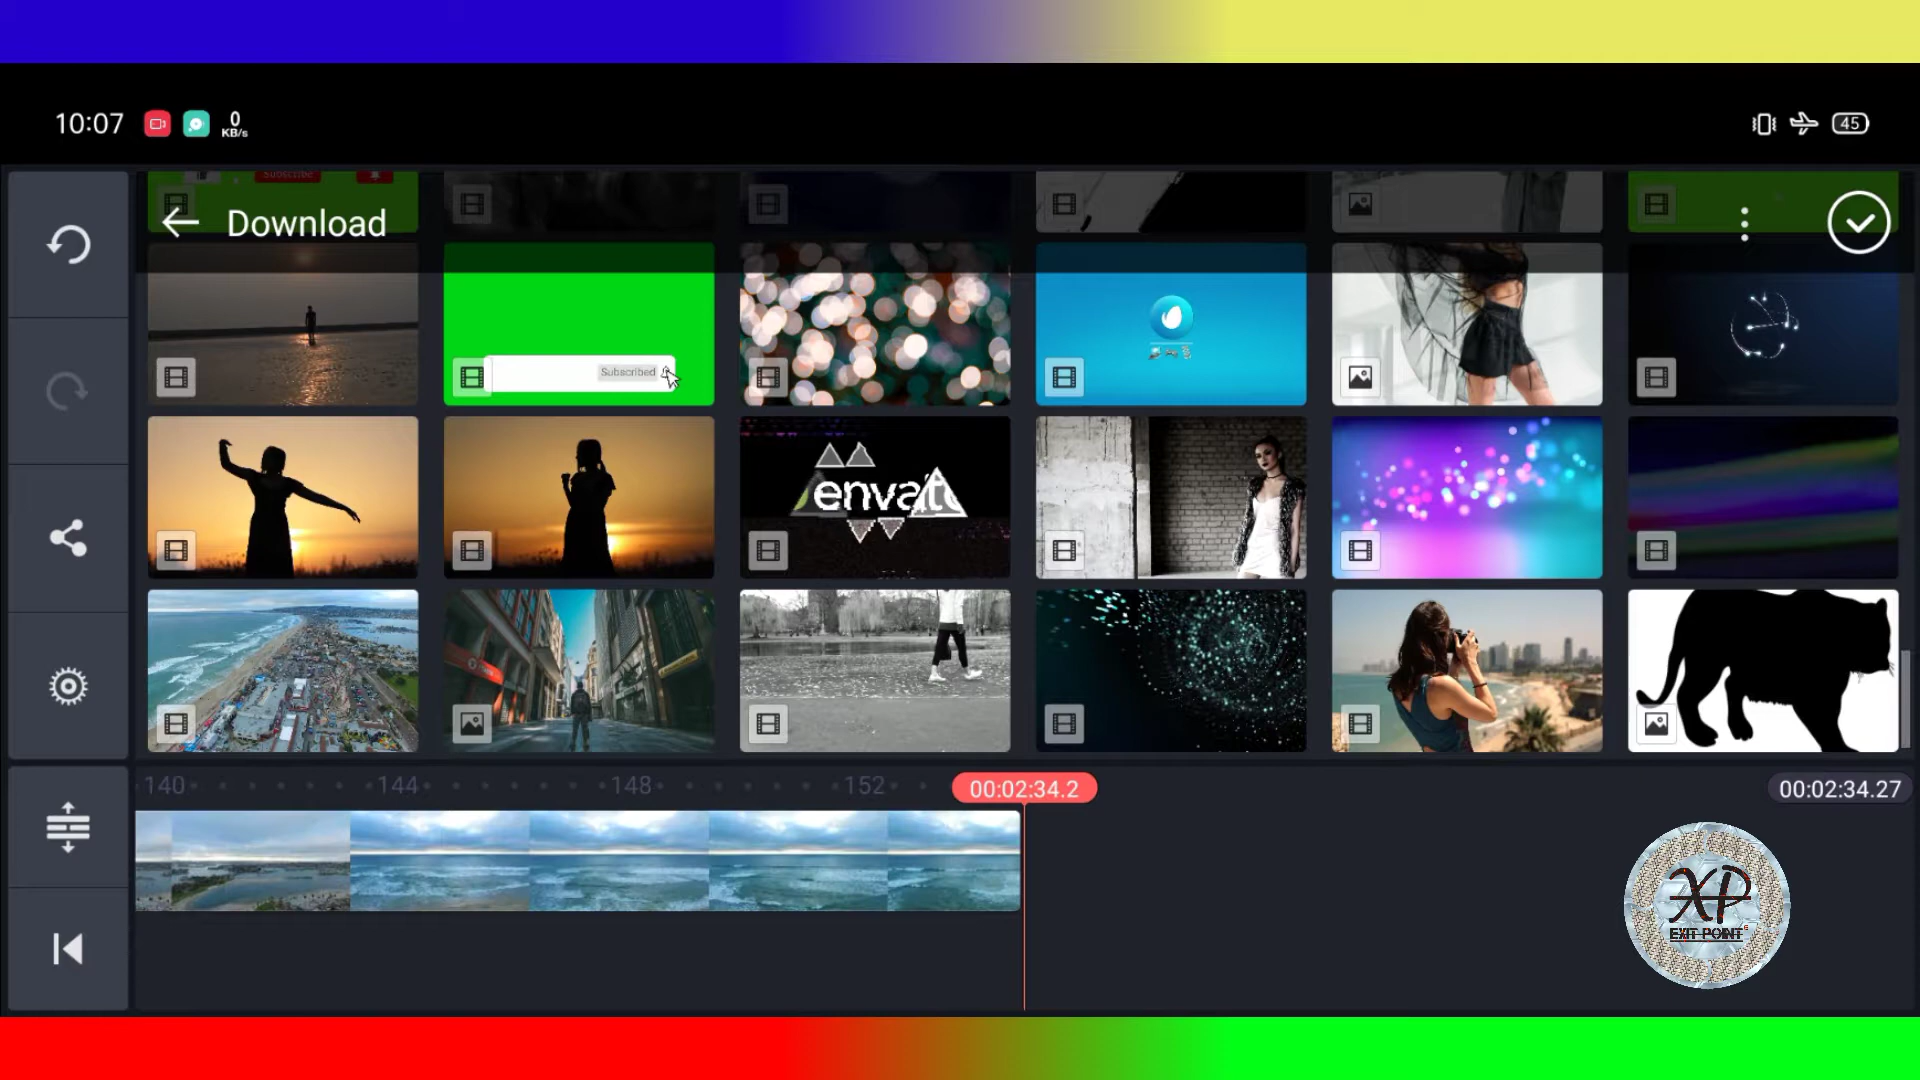 10:07
0
KB/s
45
Subscribe
Download
Subscribed
envato
140
144
148
152
00:02:34.2
00:02:34.27
XP
EXIT POINT